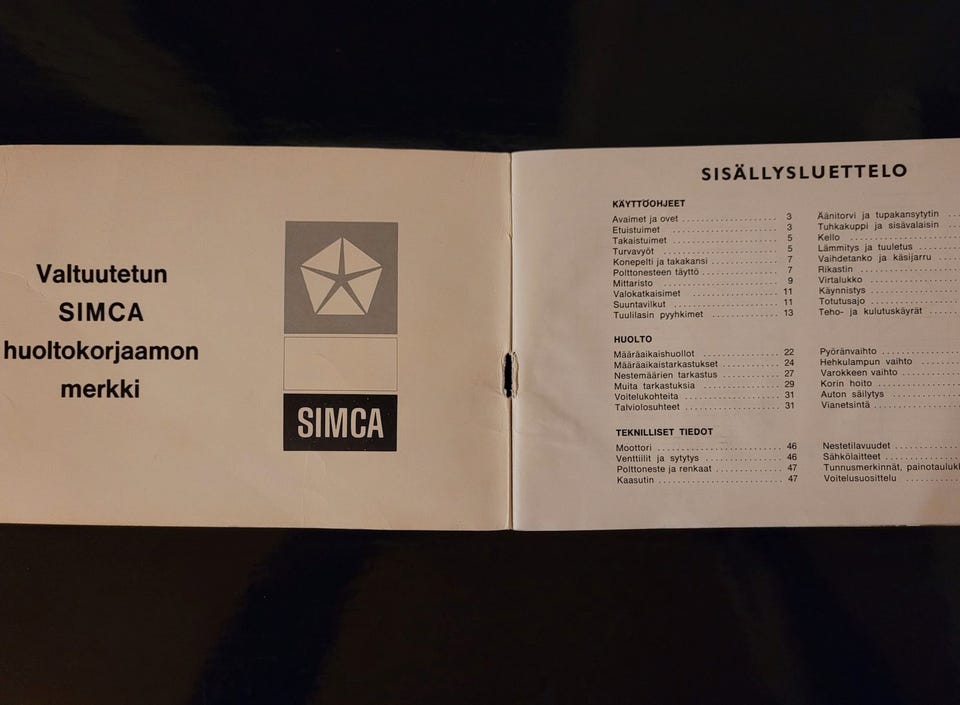 Valtuutetun
SIMCA
huoltokorjaamon
merkki
SIMCA
SISÄLLYSLUETTELO
KÄYTTÖOHJEET
Avaimet ja ovet 3
Etuistuimet 3
Takaistuimet 5
Turvavyöt 5
Konepelti ja takakansi 7
Polttonesteen täyttö 7
Mittaristo 9
Valokatkaisimet 11
Suuntavilkut 11
Tuulilasin pyyhkimet 13
Äänitorvi ja tupakansytytin
Tuhkakuppi ja sisävalaisin
Kello
Lämmitys ja tuuletus
Vaihdetanko ja käsijarru
Rikastin
Virtalukko
Käynnistys
Totutusajo
Teho- ja kulutuskäyrät
HUOLTO
Määräaikaishuollot 22
Määräaikaistarkastukset 24
Nestemäärien tarkastus 27
Muita tarkastuksia 29
Voitelukohteita 31
Talviolosuhteet 31
Pyöränvaihto
Hehkulampun vaihto
Varokkeen vaihto
Korin hoito
Auton säilytys
Vianetsintä
TEKNILLISET TIEDOT
Moottori 46
Venttiilit ja sytytys 46
Polttoneste ja renkaat 47
Kaasutin 47
Nestetilavuudet
Sähkölaitteet
Tunnusmerkinnät,
Voitelusuosittelu